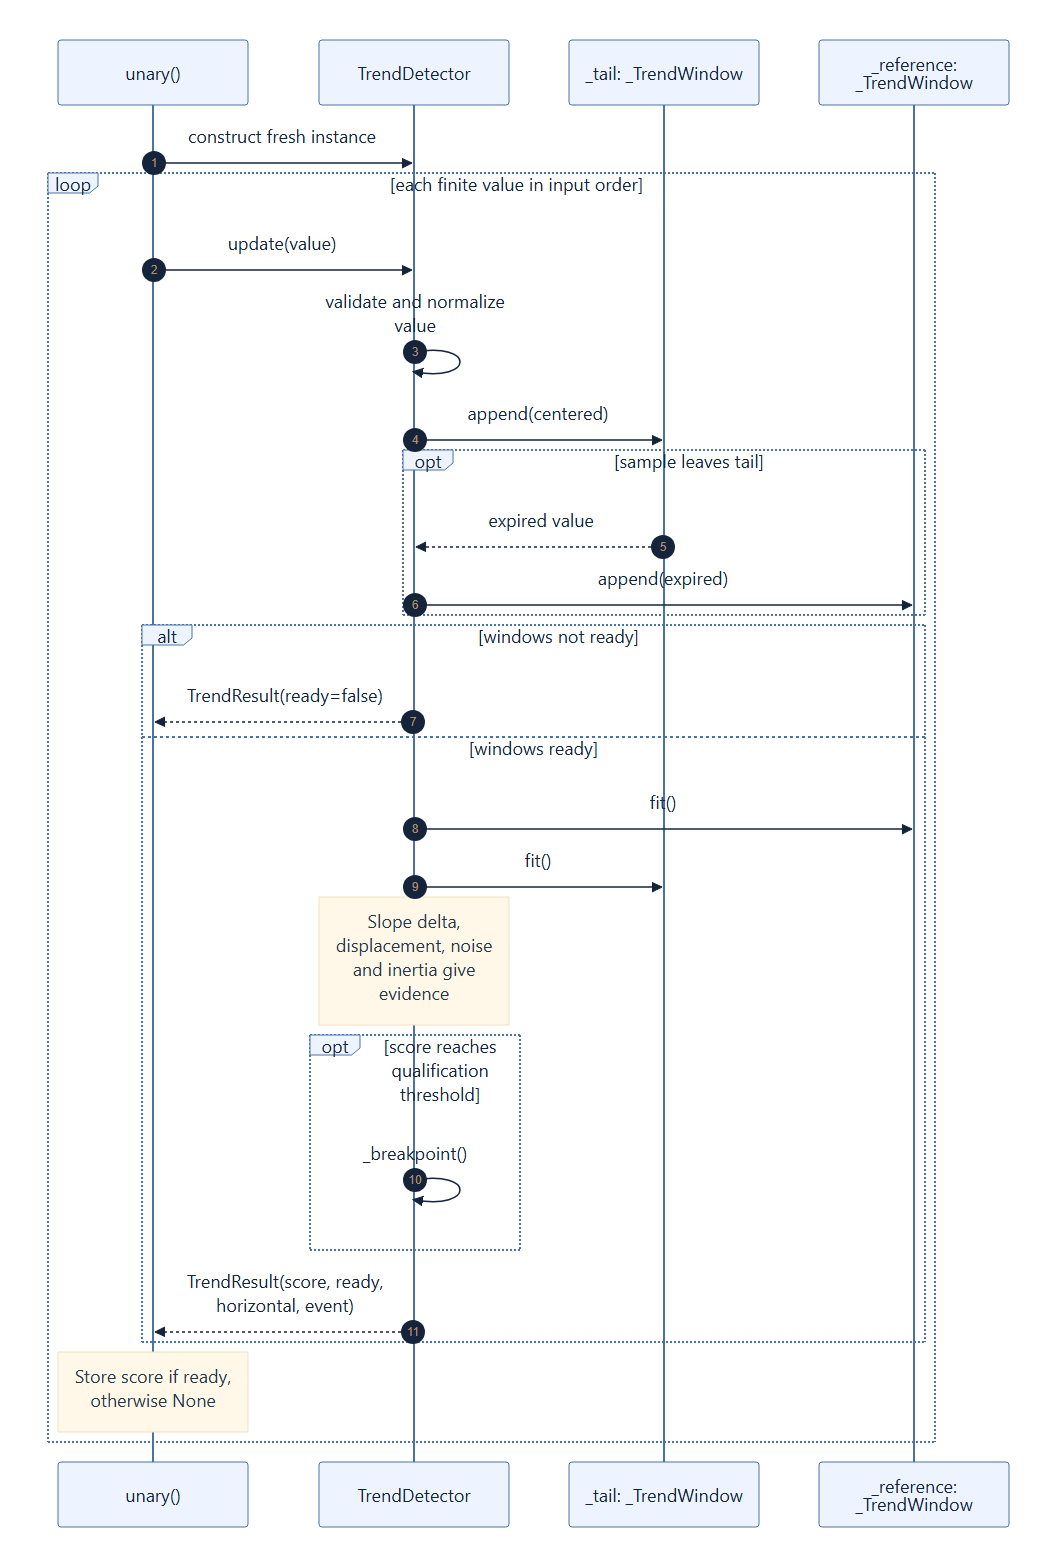 unary()
TrendDetector
_tail: _TrendWindow
_reference:
_TrendWindow
construct fresh instance
1
loop
[each finite value in input order]
update(value)
2
validate and normalize
value
3
append(centered)
4
opt
[sample leaves tail]
expired value
5
append(expired)
6
alt
[windows not ready]
TrendResult(ready=false)
7
[windows ready]
fit()
8
fit()
9
Slope delta,
displacement, noise
and inertia give
evidence
opt
[score reaches
qualification
threshold]
_breakpoint()
10
TrendResult(score, ready,
horizontal, event)
11
Store score if ready,
otherwise None
unary()
TrendDetector
_tail: _TrendWindow
_reference:
_TrendWindow